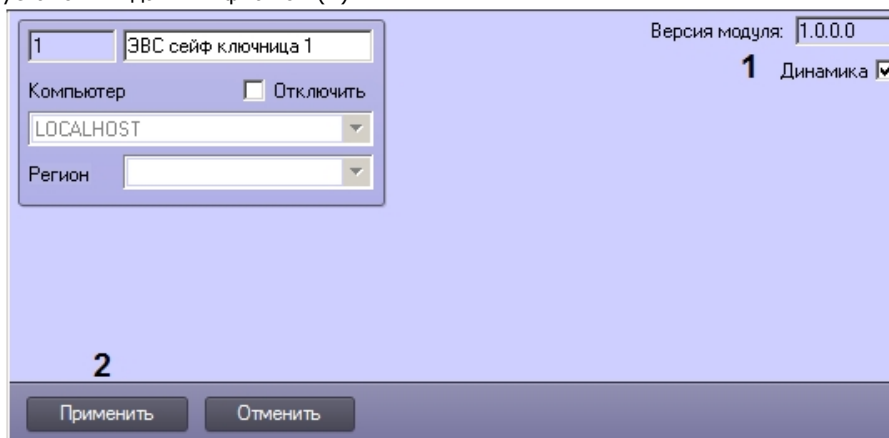 1 ЭВС сейф ключница 1
Версия модуля: 1.0.0.0
1 Динамика
Компьютер Отключить
LOCALHOST
Регион
2
Применить Отменить